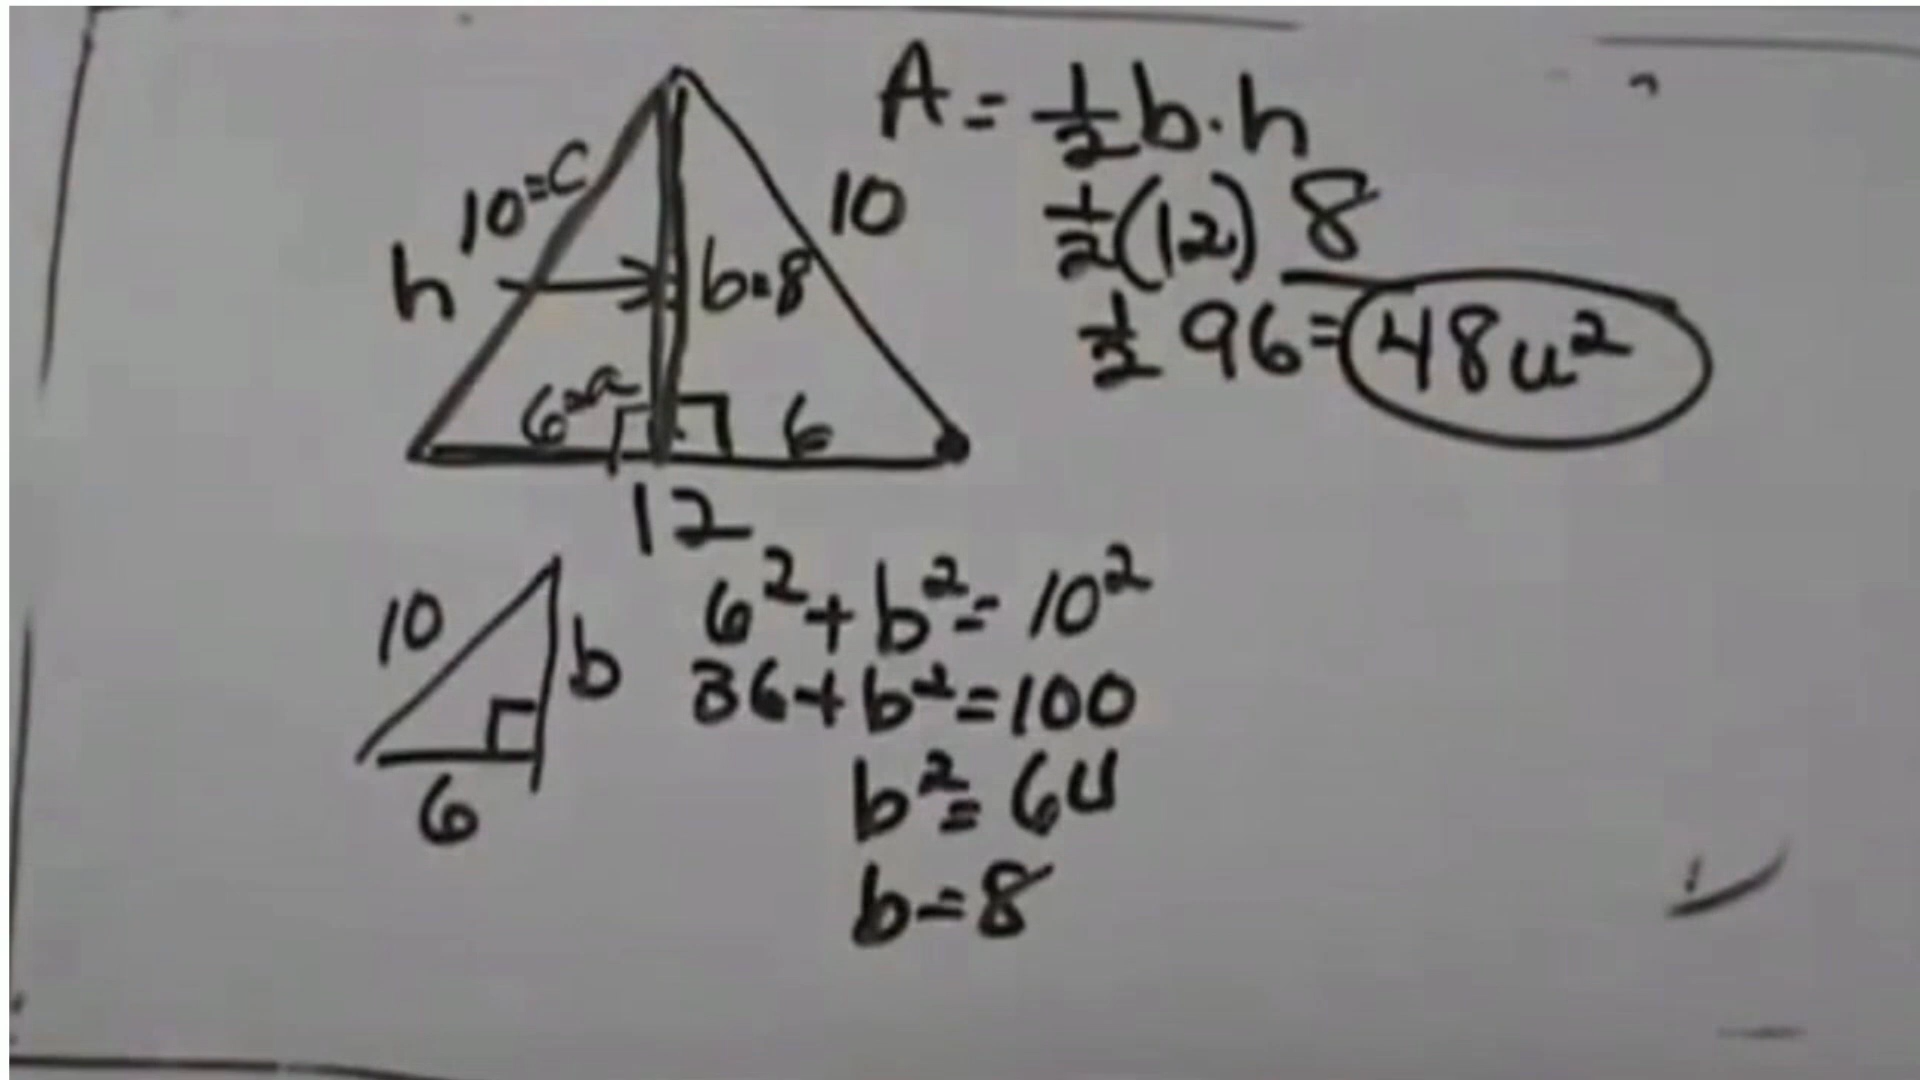 A = 1/2 b · h
10=c
10
1/2 (12) 8
h
b=8
1/2 96 = 48u²
6=a
6
12
10
b
6
6² + b² = 10²
36 + b² = 100
b² = 64
b = 8